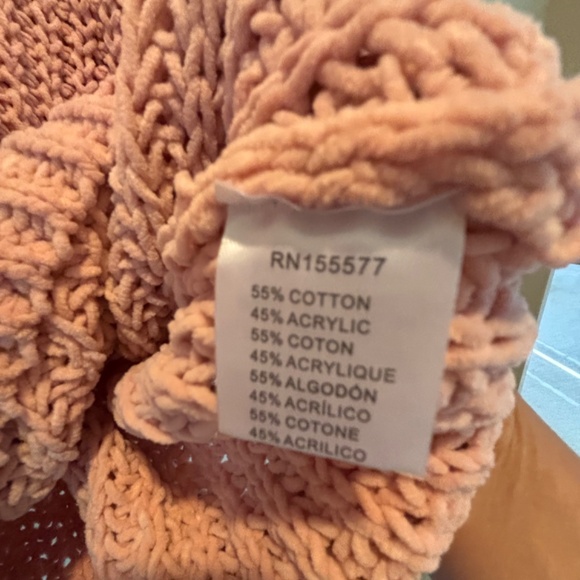 RN155577
55% COTTON
45% ACRYLIC
55% COTON
45% ACRYLIQUE
55% ALGODÓN
45% ACRÍLICO
55% COTONE
45% ACRILICO